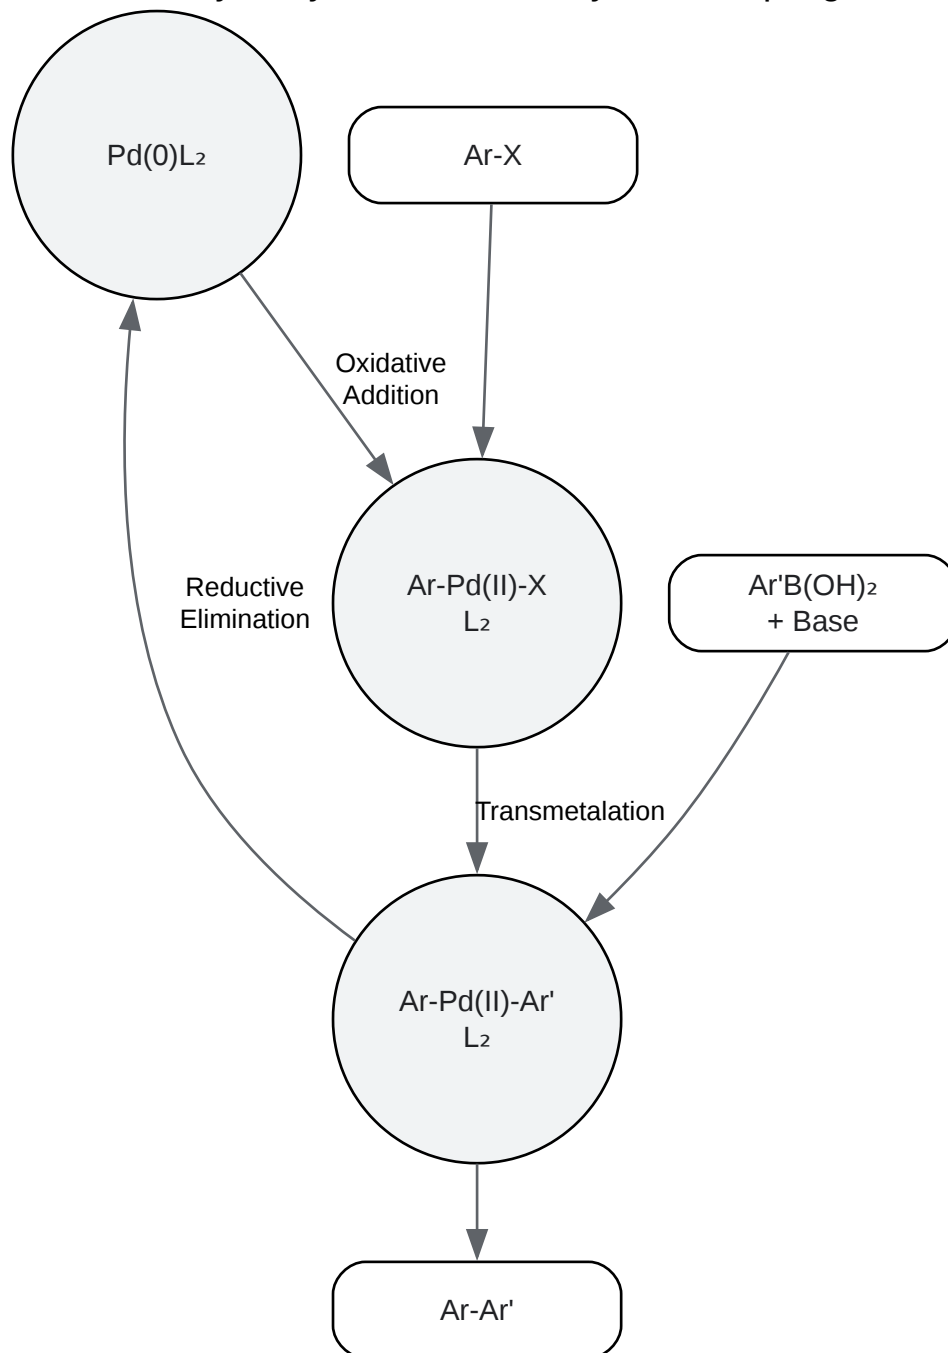 Pd(0)L₂
Ar-X
Oxidative
Addition
Ar-Pd(II)-X
L₂
Ar'B(OH)₂
+ Base
Reductive
Elimination
Transmetalation
Ar-Pd(II)-Ar'
L₂
Ar-Ar'